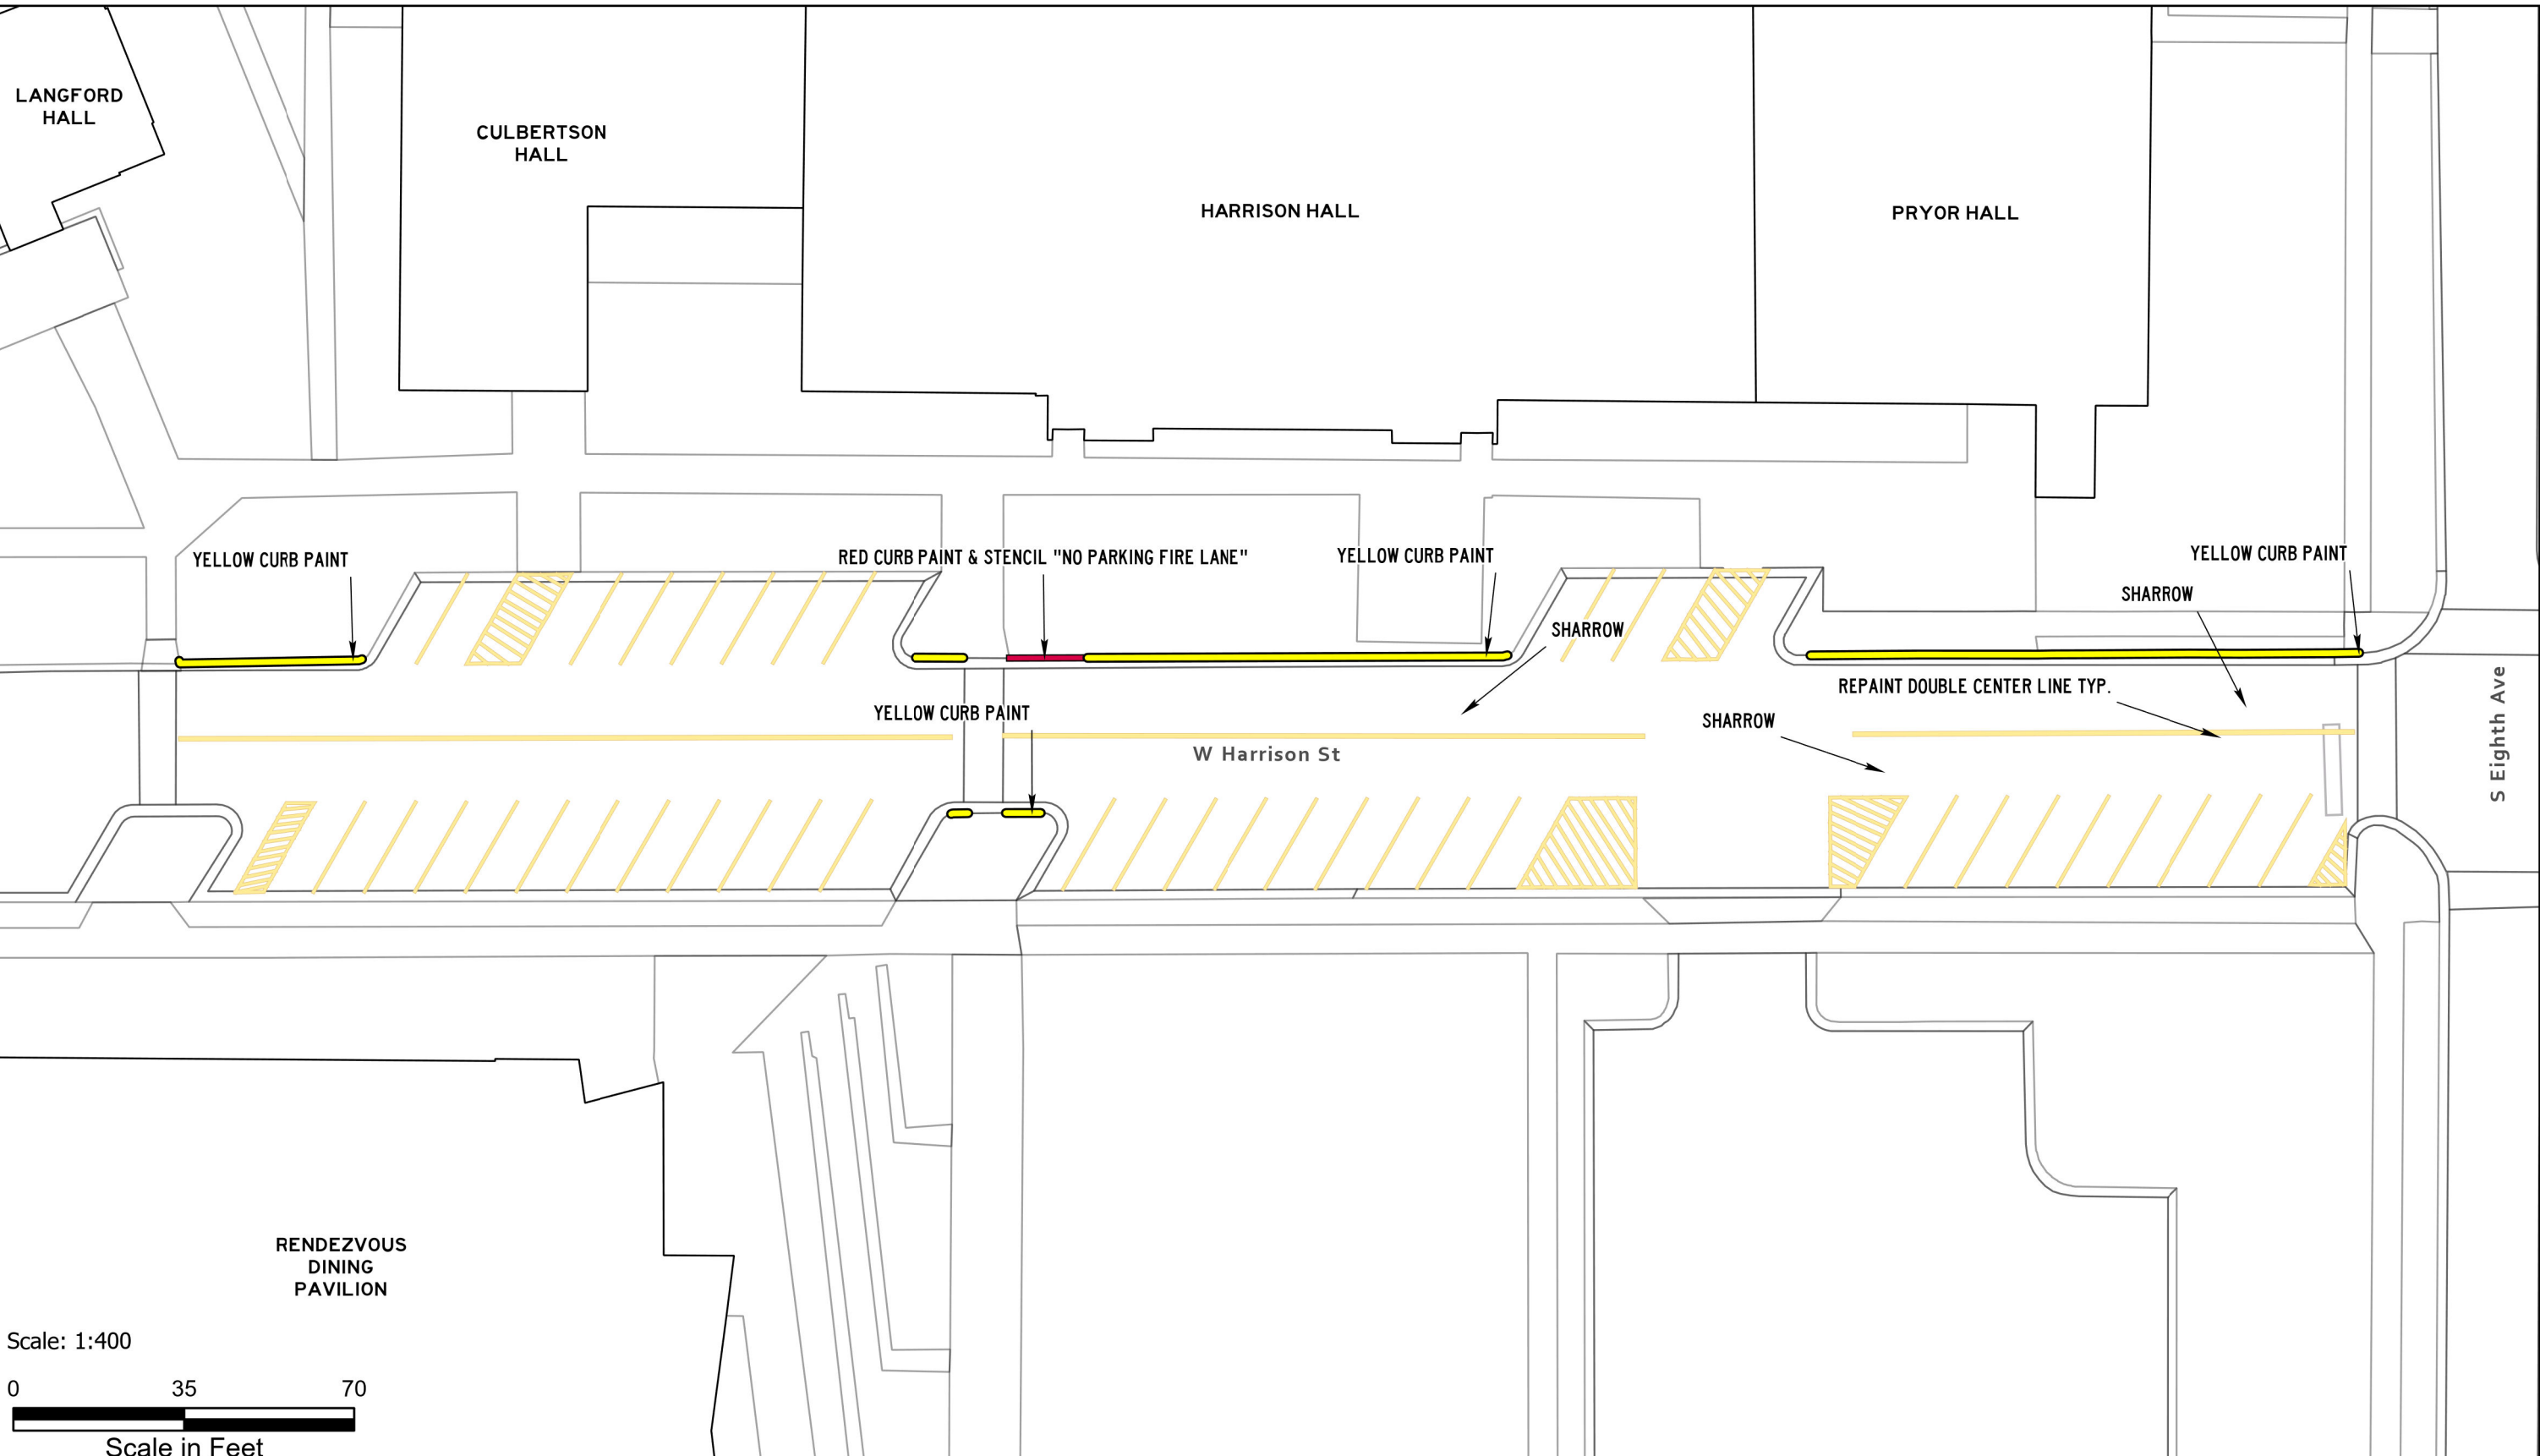 LANGFORD
HALL
CULBERTSON
HALL
HARRISON HALL
PRYOR HALL
YELLOW CURB PAINT
RED CURB PAINT & STENCIL "NO PARKING FIRE LANE"
YELLOW CURB PAINT
YELLOW CURB PAINT
SHARROW
SHARROW
REPAINT DOUBLE CENTER LINE TYP.
YELLOW CURB PAINT
SHARROW
W Harrison St
S Eighth Ave
RENDEZVOUS
DINING
PAVILION
Scale: 1:400
0 35 70
Scale in Feet